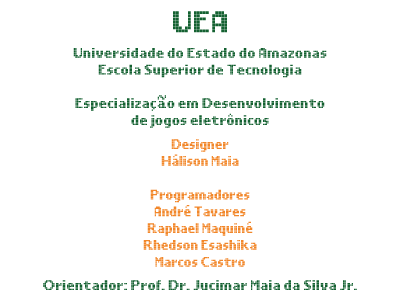 UEA
Universidade do Estado do Amazonas
Escola Superior de Tecnologia
Especialização em Desenvolvimento
de jogos eletrônicos
Designer
Hálison Maia
Programadores
André Tavares
Raphael Maquiné
Rhedson Esashika
Marcos Castro
Orientador: Prof. Dr. Jucimar Maia da Silva Jr.